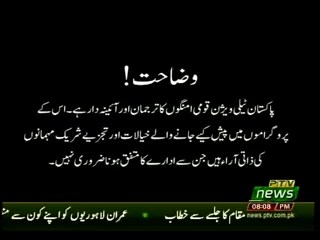 وضاحت !
پاکستان ٹیلی ویژن قومی امنگوں کا ترجمان اور آئینہ دار ہے۔ اس کے
پروگراموں میں پیش کیے جانے والے خیالات اور تجزیے شریک مہمانوں
کی ذاتی آراء ہیں جن سے ادارے کا متفق ہونا ضروری نہیں۔
PTV
news
08:08 PM
www.ptv.com.pk
مقام کا جلسے سے خطاب
عمران لاہوریوں کو اپنے کون سے